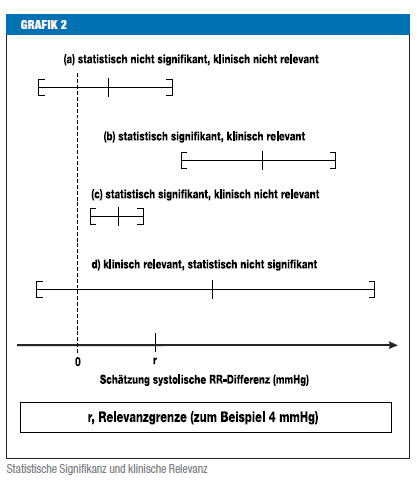 GRAFIK 2
(a) statistisch nicht signifikant, klinisch nicht relevant
(b) statistisch signifikant, klinisch relevant
(c) statistisch signifikant, klinisch nicht relevant
d) klinisch relevant, statistisch nicht signifikant
0 r
Schätzung systolische RR-Differenz (mmHg)
r, Relevanzgrenze (zum Beispiel 4 mmHg)
Statistische Signifikanz und klinische Relevanz